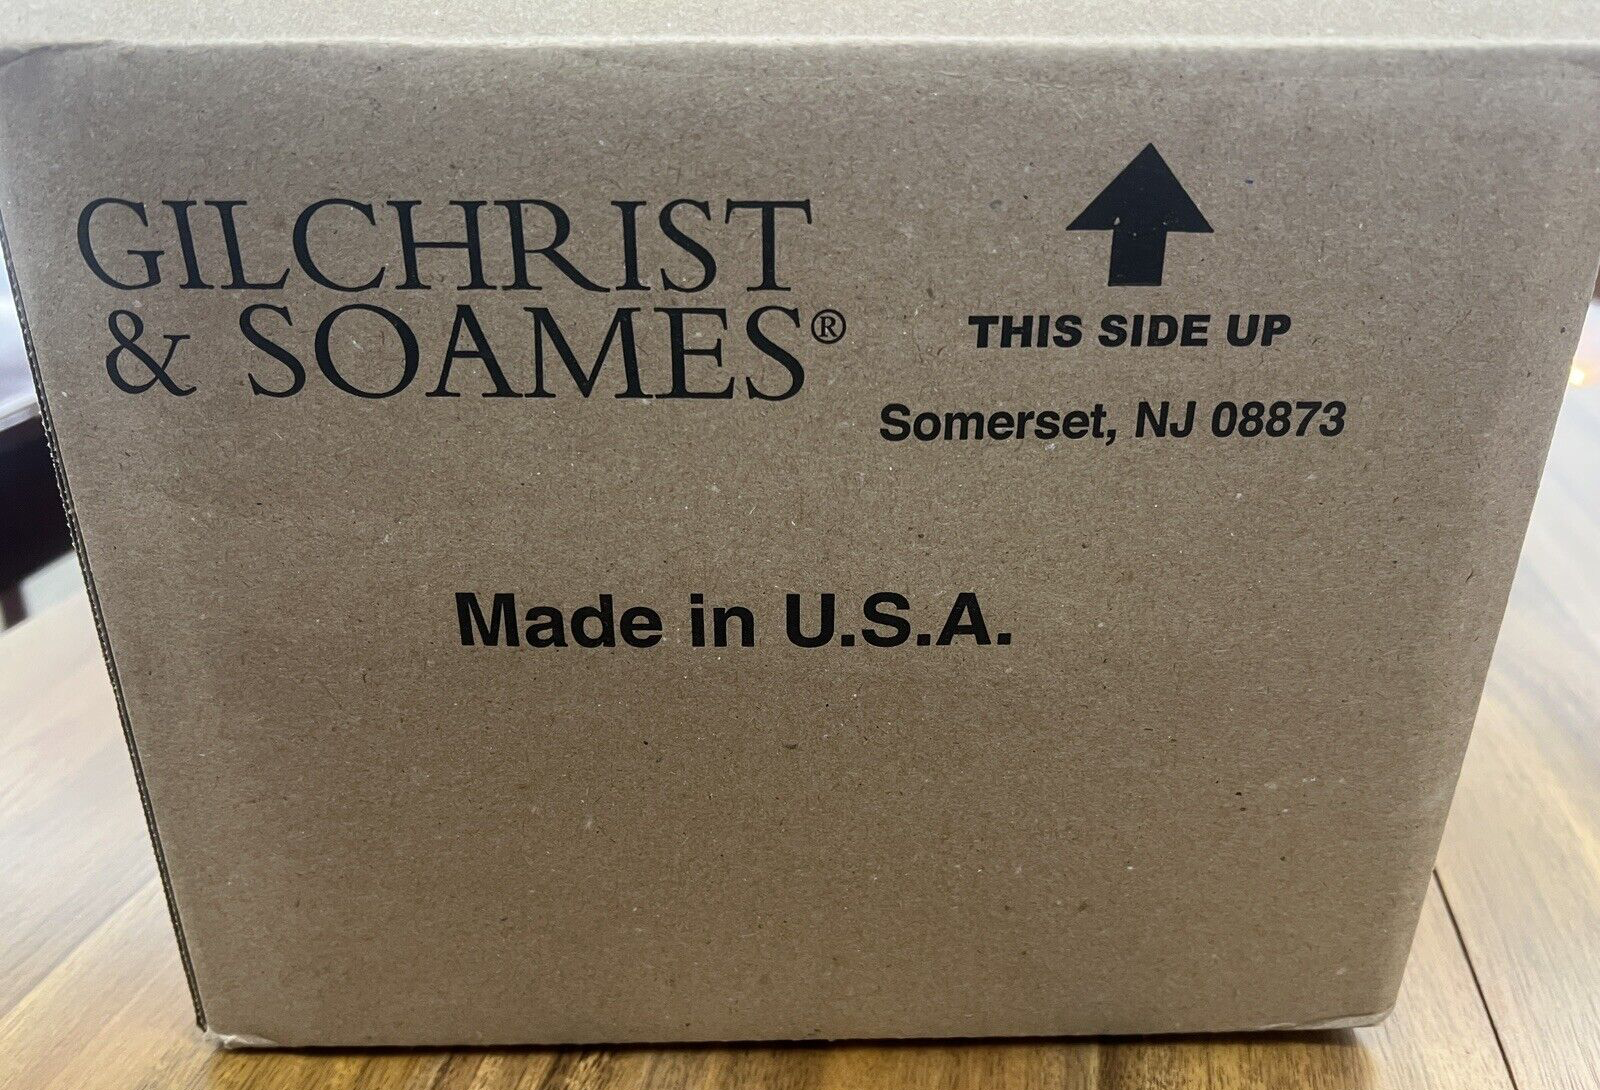 GILCHRIST
& SOAMES®
THIS SIDE UP
Somerset, NJ 08873
Made in U.S.A.